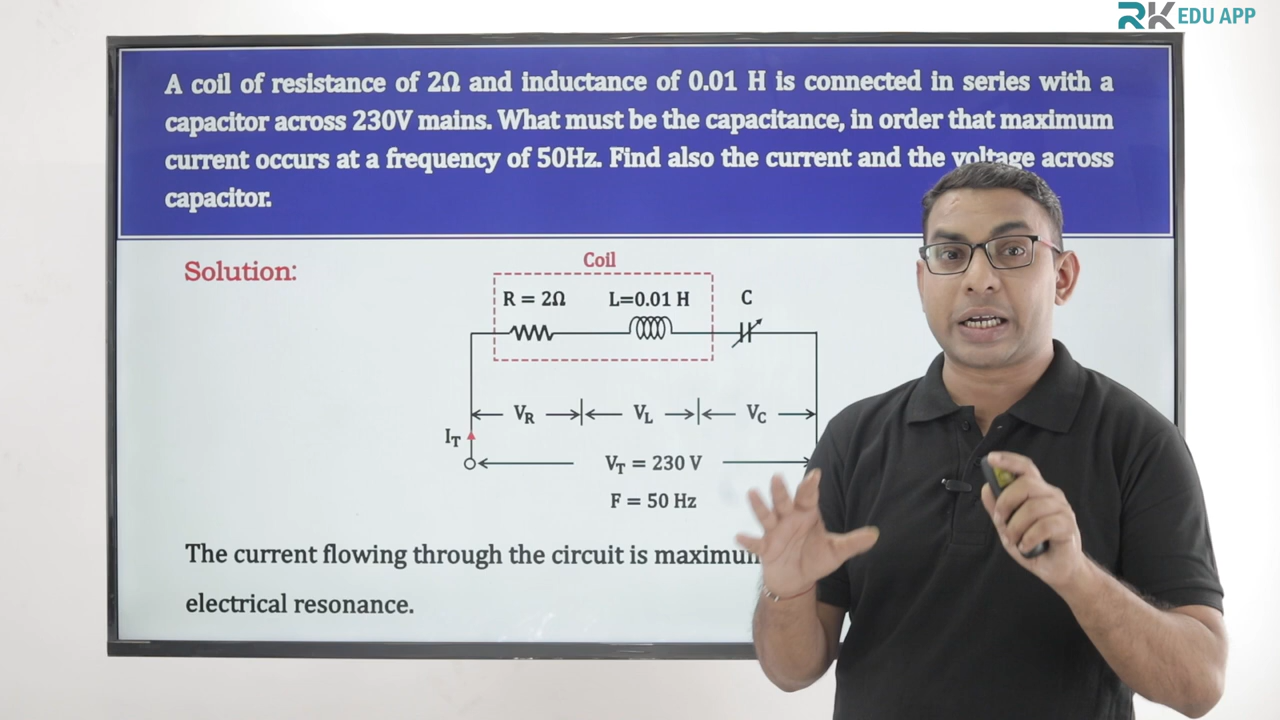 RK EDU APP
A coil of resistance of 2Ω and inductance of 0.01 H is connected in series with a
capacitor across 230V mains. What must be the capacitance, in order that maximum
current occurs at a frequency of 50Hz. Find also the current and the voltage across
capacitor.
Solution:
Coil
R = 2Ω L=0.01 H C
V_R V_L V_C
I_T
V_T = 230 V
F = 50 Hz
The current flowing through the circuit is
electrical resonance.